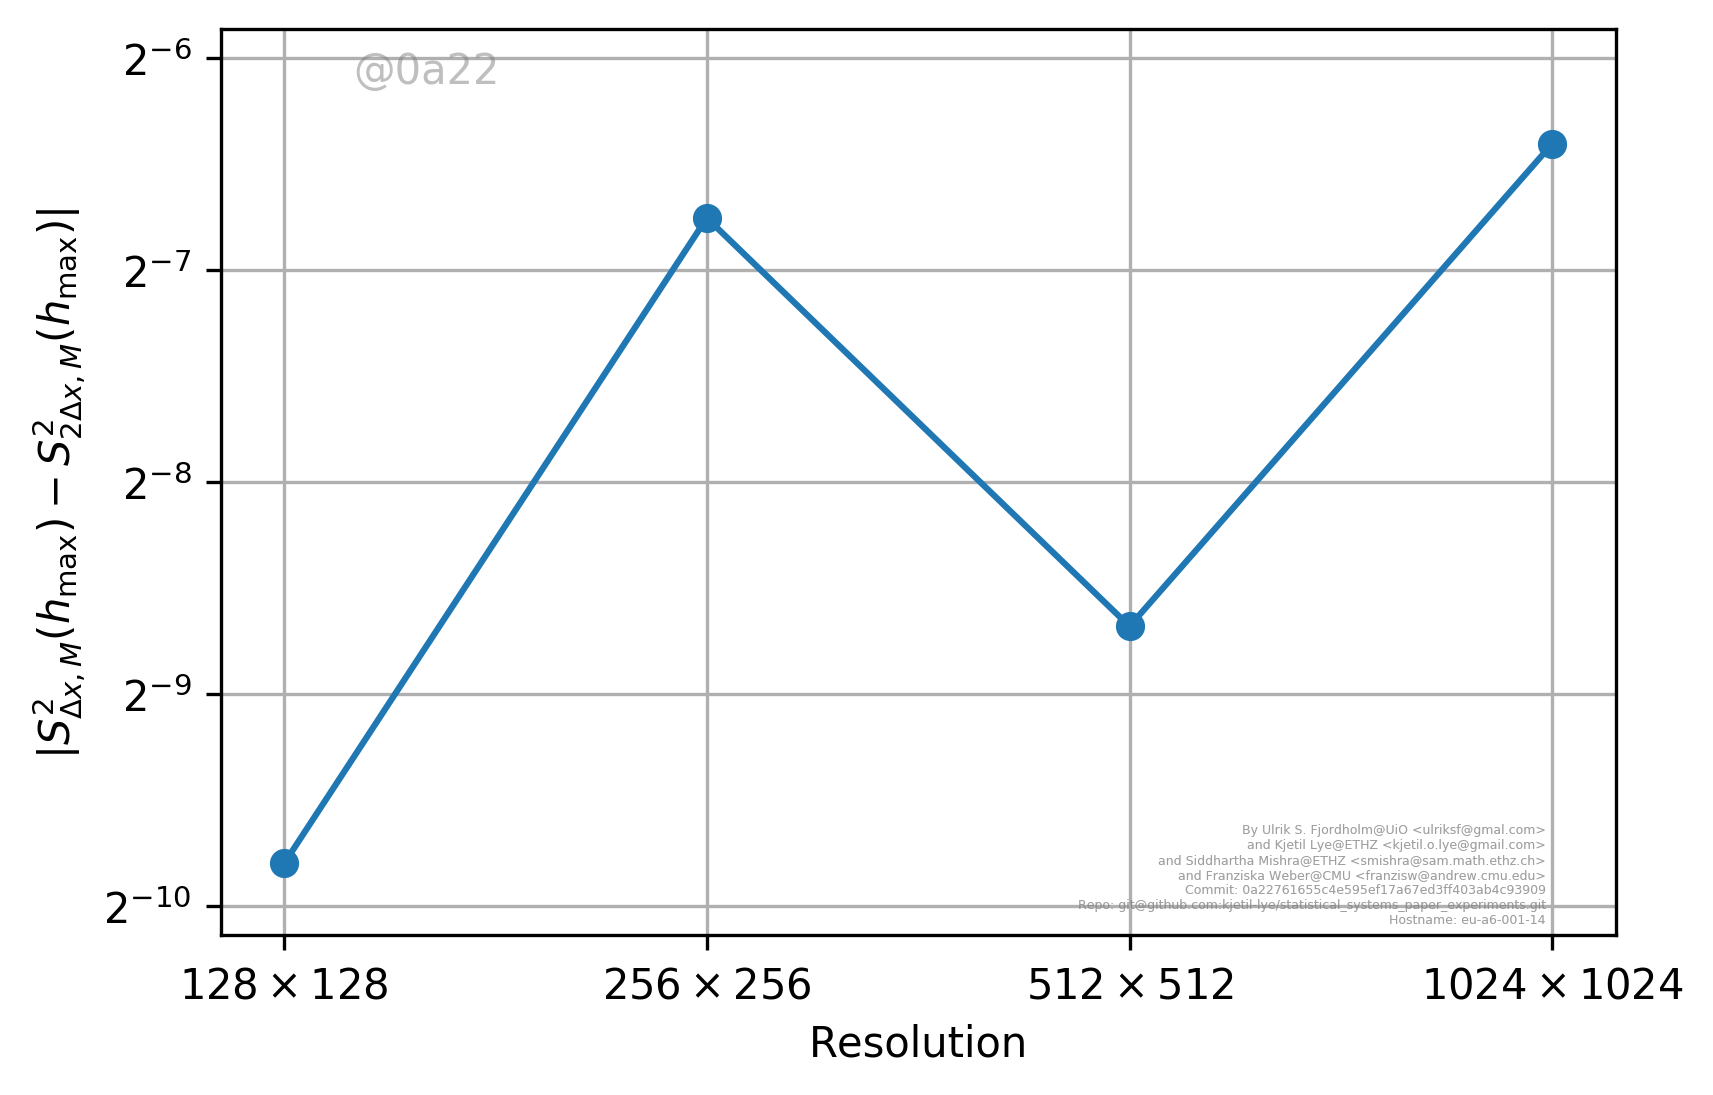 @0a22
2⁻⁶
2⁻⁷
2⁻⁸
2⁻⁹
2⁻¹⁰
|S²_{Δx, M}(h_max) − S²_{2Δx, M}(h_max)|
By Ulrik S. Fjordholm@UiO <ulriksf@gmal.com>
and Kjetil Lye@ETHZ <kjetil.o.lye@gmail.com>
and Siddhartha Mishra@ETHZ <smishra@sam.math.ethz.ch>
and Franziska Weber@CMU <franzisw@andrew.cmu.edu>
Commit: 0a22761655c4e595ef17a67ed3ff403ab4c93909
Repo: git@github.com:kjetil-lye/statistical_systems_paper_experiments.git
Hostname: eu-a6-001-14
128 × 128 256 × 256 512 × 512 1024 × 1024
Resolution